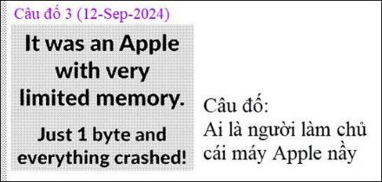 Câu đố 3 (12-Sep-2024)
It was an Apple
with very
limited memory.
Just 1 byte and
everything crashed!
Câu đố:
Ai là người làm chủ
cái máy Apple nầy